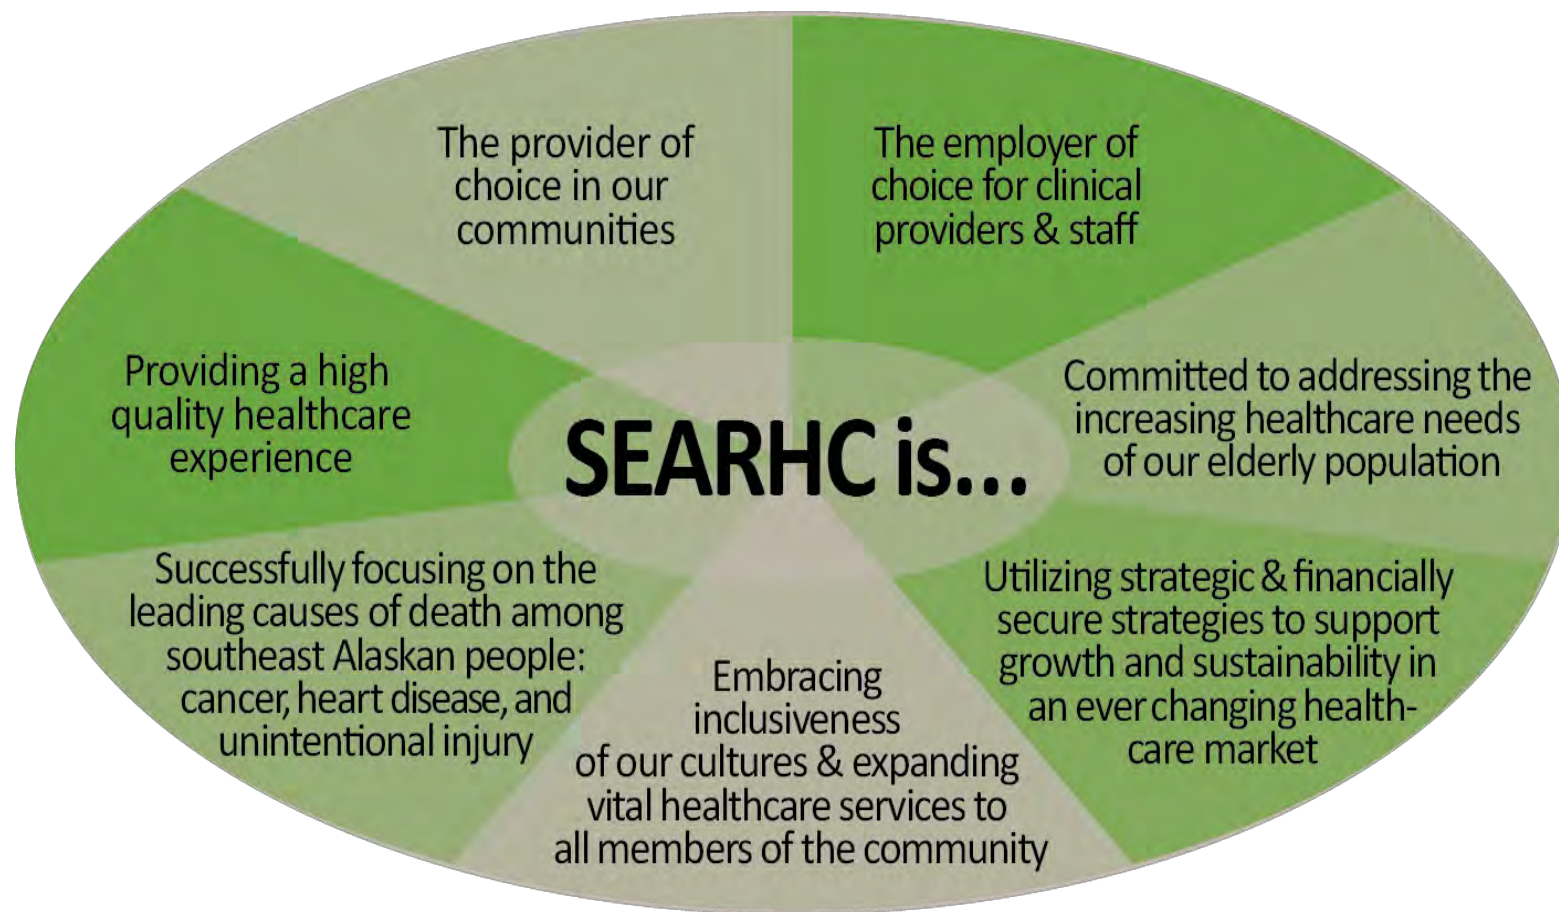 The provider of
choice in our
communities
The employer of
choice for clinical
providers & staff
Providing a high
quality healthcare
experience
SEARHC is...
Committed to addressing the
increasing healthcare needs
of our elderly population
Successfully focusing on the
leading causes of death among
southeast Alaskan people:
cancer, heart disease, and
unintentional injury
Embracing
inclusiveness
of our cultures & expanding
vital healthcare services to
all members of the community
Utilizing strategic & financially
secure strategies to support
growth and sustainability in
an ever changing health-
care market